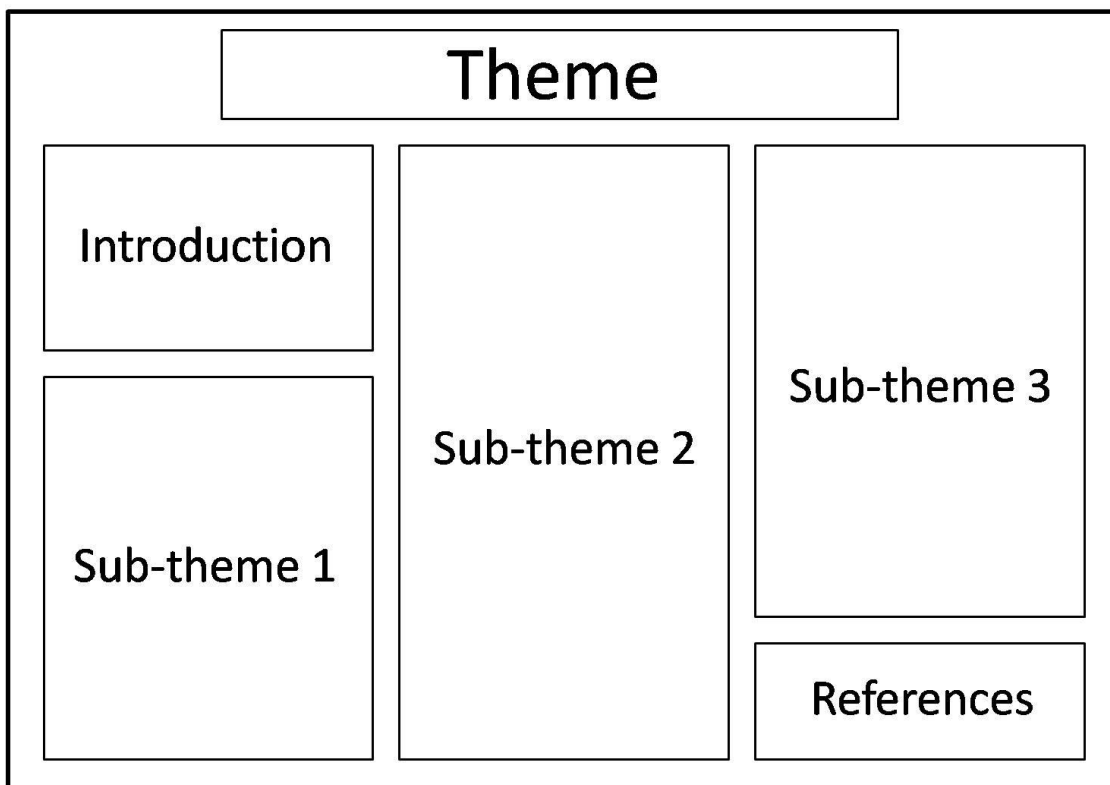 Theme
Introduction
Sub-theme 1
Sub-theme 2
Sub-theme 3
References